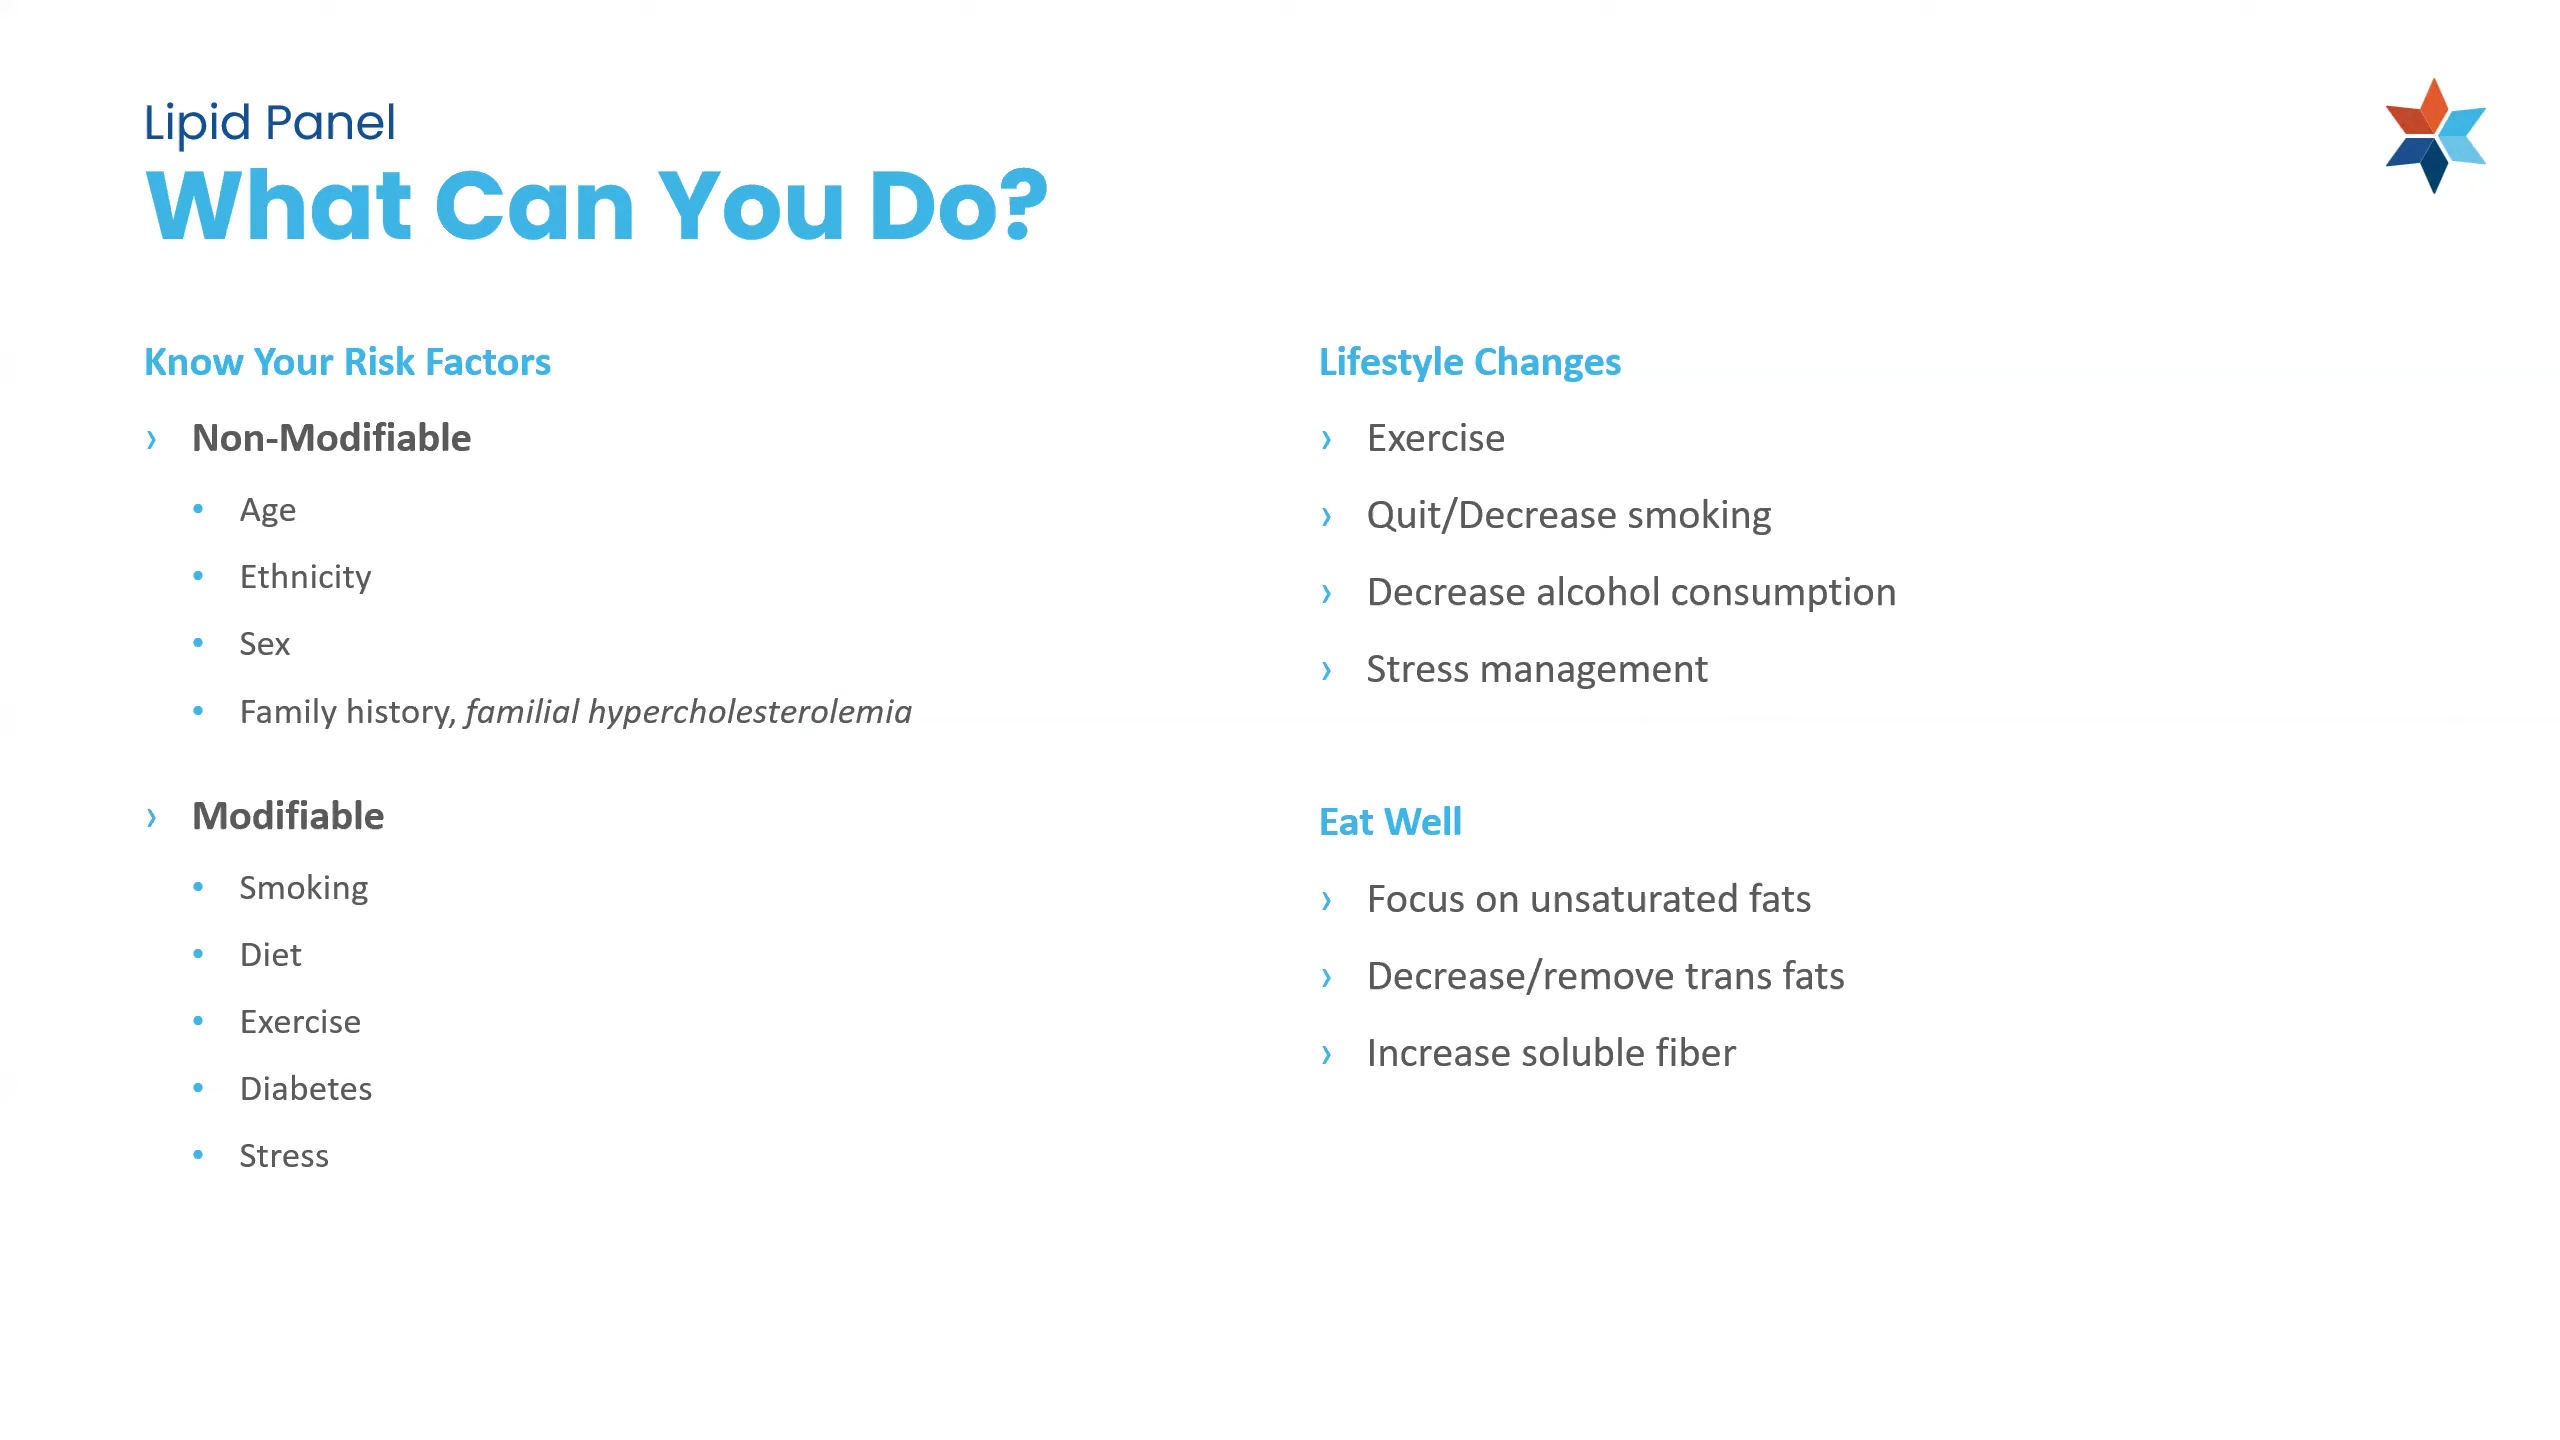 Lipid Panel
What Can You Do?
Know Your Risk Factors
› Non-Modifiable
• Age
• Ethnicity
• Sex
• Family history, familial hypercholesterolemia
› Modifiable
• Smoking
• Diet
• Exercise
• Diabetes
• Stress
Lifestyle Changes
› Exercise
› Quit/Decrease smoking
› Decrease alcohol consumption
› Stress management
Eat Well
› Focus on unsaturated fats
› Decrease/remove trans fats
› Increase soluble fiber